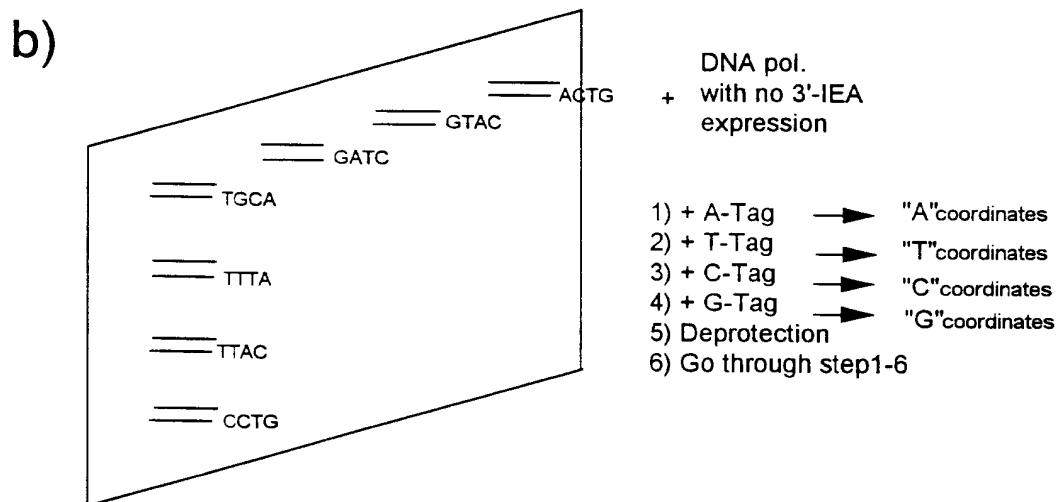 b)
ACTG
GTAC
GATC
TGCA
TTTA
TTAC
CCTG
+
DNA pol.
with no 3'-IEA
expression
1) + A-Tag "A"coordinates
2) + T-Tag "T"coordinates
3) + C-Tag "C"coordinates
4) + G-Tag "G"coordinates
5) Deprotection
6) Go through step1-6